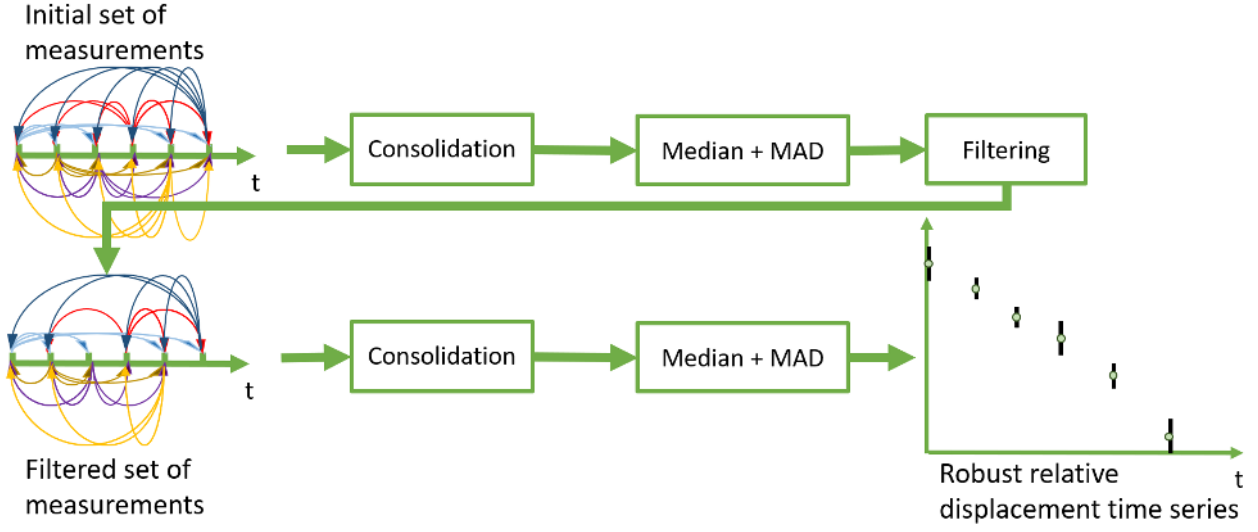 Initial set of
measurements
t
Consolidation
Median + MAD
Filtering
t
Consolidation
Median + MAD
Filtered set of
measurements
t
Robust relative
displacement time series